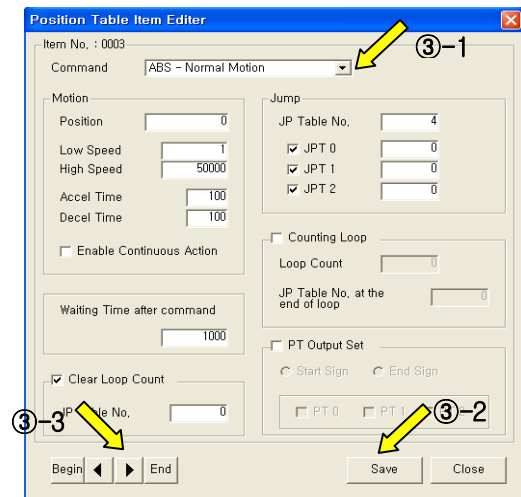 Position Table Item Editer
Item No. : 0003
Command
ABS - Normal Motion
③-1
Motion
Position 0
Low Speed 1
High Speed 50000
Accel Time 100
Decel Time 100
Enable Continuous Action
Waiting Time after command
1000
Clear Loop Count
JP Table No. 0
③-3
Begin
End
Jump
JP Table No. 4
JPT 0 0
JPT 1 0
JPT 2 0
Counting Loop
Loop Count 0
JP Table No. at the
end of loop 0
PT Output Set
Start Sign End Sign
PT 0 PT 1
③-2
Save Close